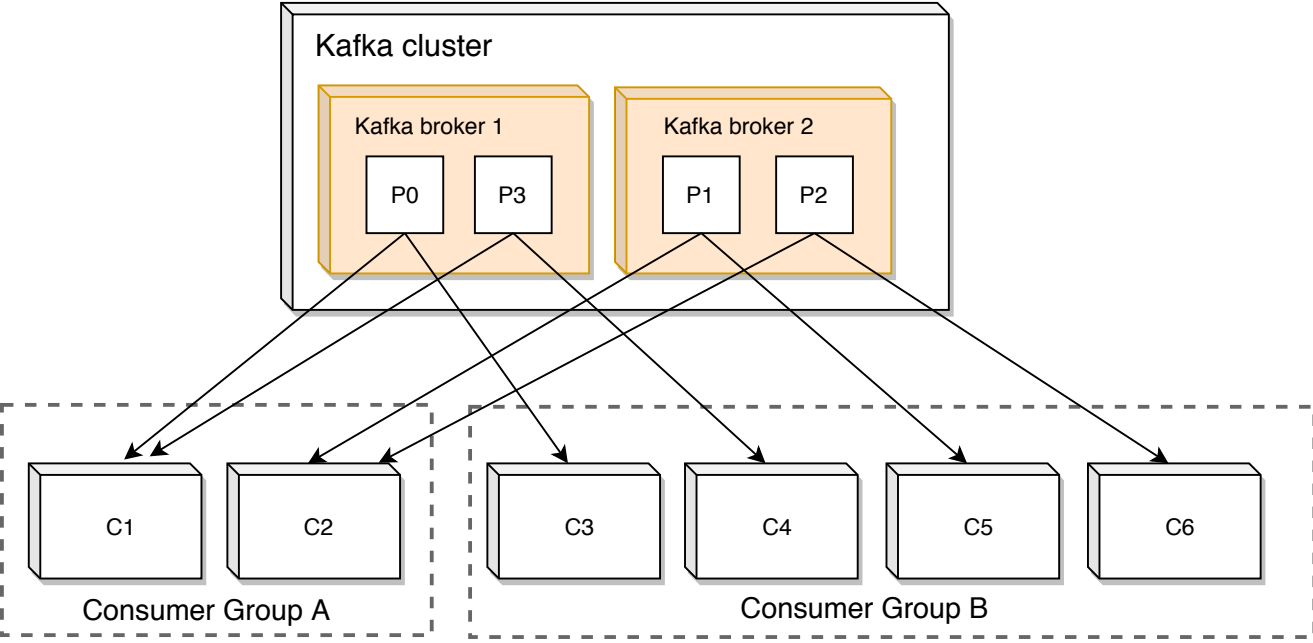 Kafka cluster
Kafka broker 1
Kafka broker 2
P0
P3
P1
P2
C1
C2
C3
C4
C5
C6
Consumer Group A
Consumer Group B